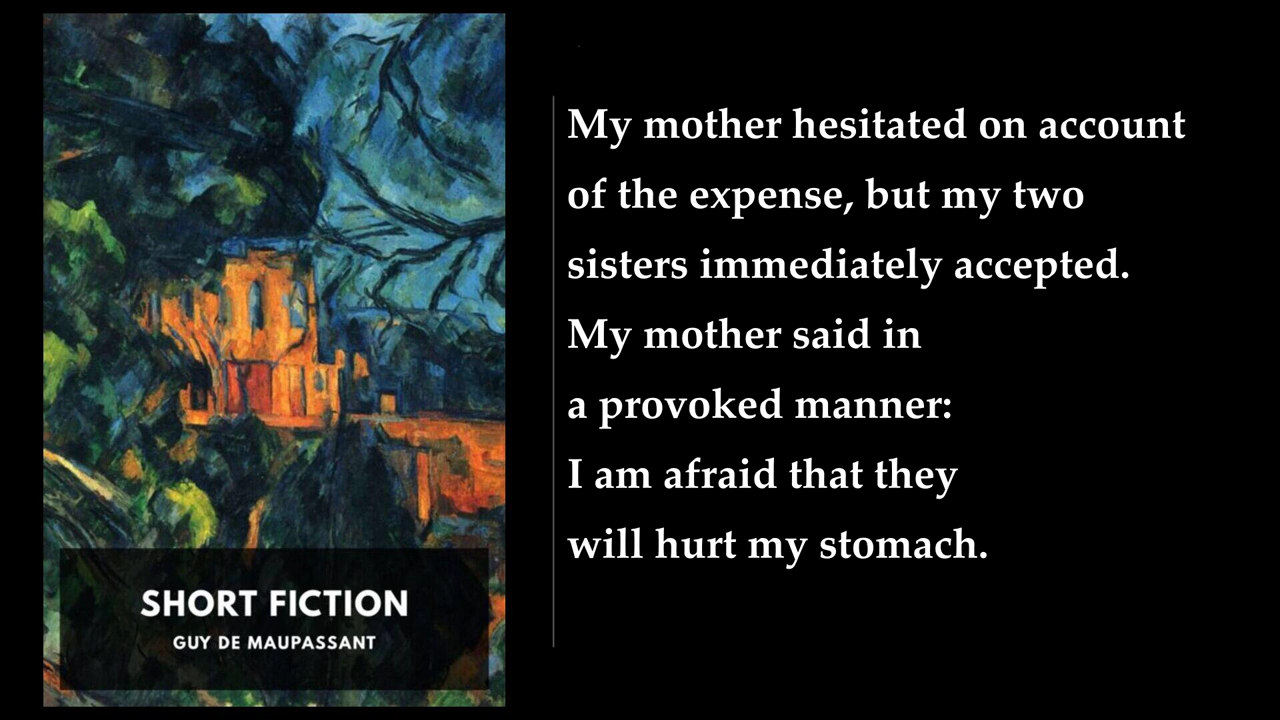 My mother hesitated on account
of the expense, but my two
sisters immediately accepted.
My mother said in
a provoked manner:
I am afraid that they
will hurt my stomach.
SHORT FICTION
GUY DE MAUPASSANT